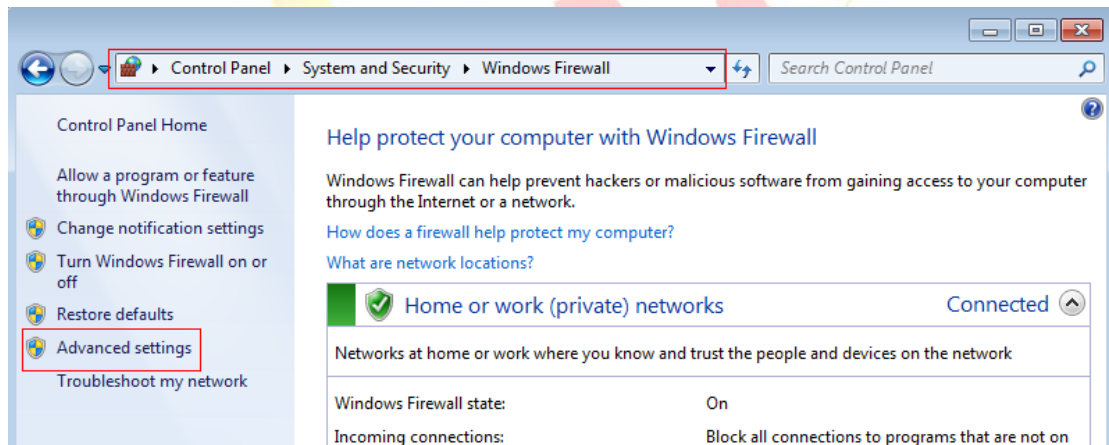 Control Panel System and Security Windows Firewall
Search Control Panel
Control Panel Home
Allow a program or feature
through Windows Firewall
Change notification settings
Turn Windows Firewall on or
off
Restore defaults
Advanced settings
Troubleshoot my network
Help protect your computer with Windows Firewall
Windows Firewall can help prevent hackers or malicious software from gaining access to your computer
through the Internet or a network.
How does a firewall help protect my computer?
What are network locations?
Home or work (private) networks Connected
Networks at home or work where you know and trust the people and devices on the network
Windows Firewall state: On
Incoming connections: Block all connections to programs that are not on